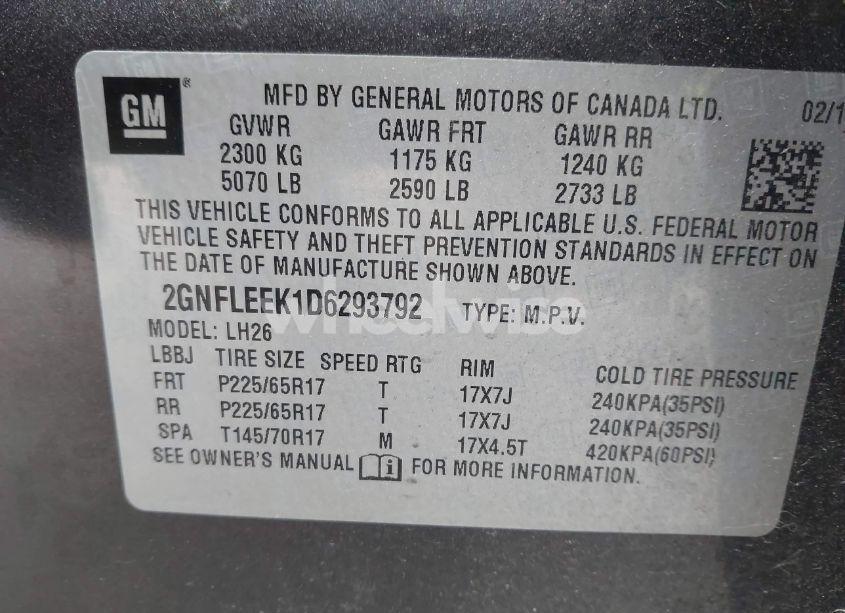 GM ®
MFD BY GENERAL MOTORS OF CANADA LTD. 02/1
GVWR GAWR FRT GAWR RR
2300 KG 1175 KG 1240 KG
5070 LB 2590 LB 2733 LB
THIS VEHICLE CONFORMS TO ALL APPLICABLE U.S. FEDERAL MOTOR
VEHICLE SAFETY AND THEFT PREVENTION STANDARDS IN EFFECT ON
THE DATE OF MANUFACTURE SHOWN ABOVE.
2GNFLEEK1D6293792 TYPE: M.P.V.
wheelwise
MODEL: LH26
LBBJ TIRE SIZE SPEED RTG RIM COLD TIRE PRESSURE
FRT P225/65R17 T 17X7J 240KPA(35PSI)
RR P225/65R17 T 17X7J 240KPA(35PSI)
SPA T145/70R17 M 17X4.5T 420KPA(60PSI)
SEE OWNER'S MANUAL i FOR MORE INFORMATION.